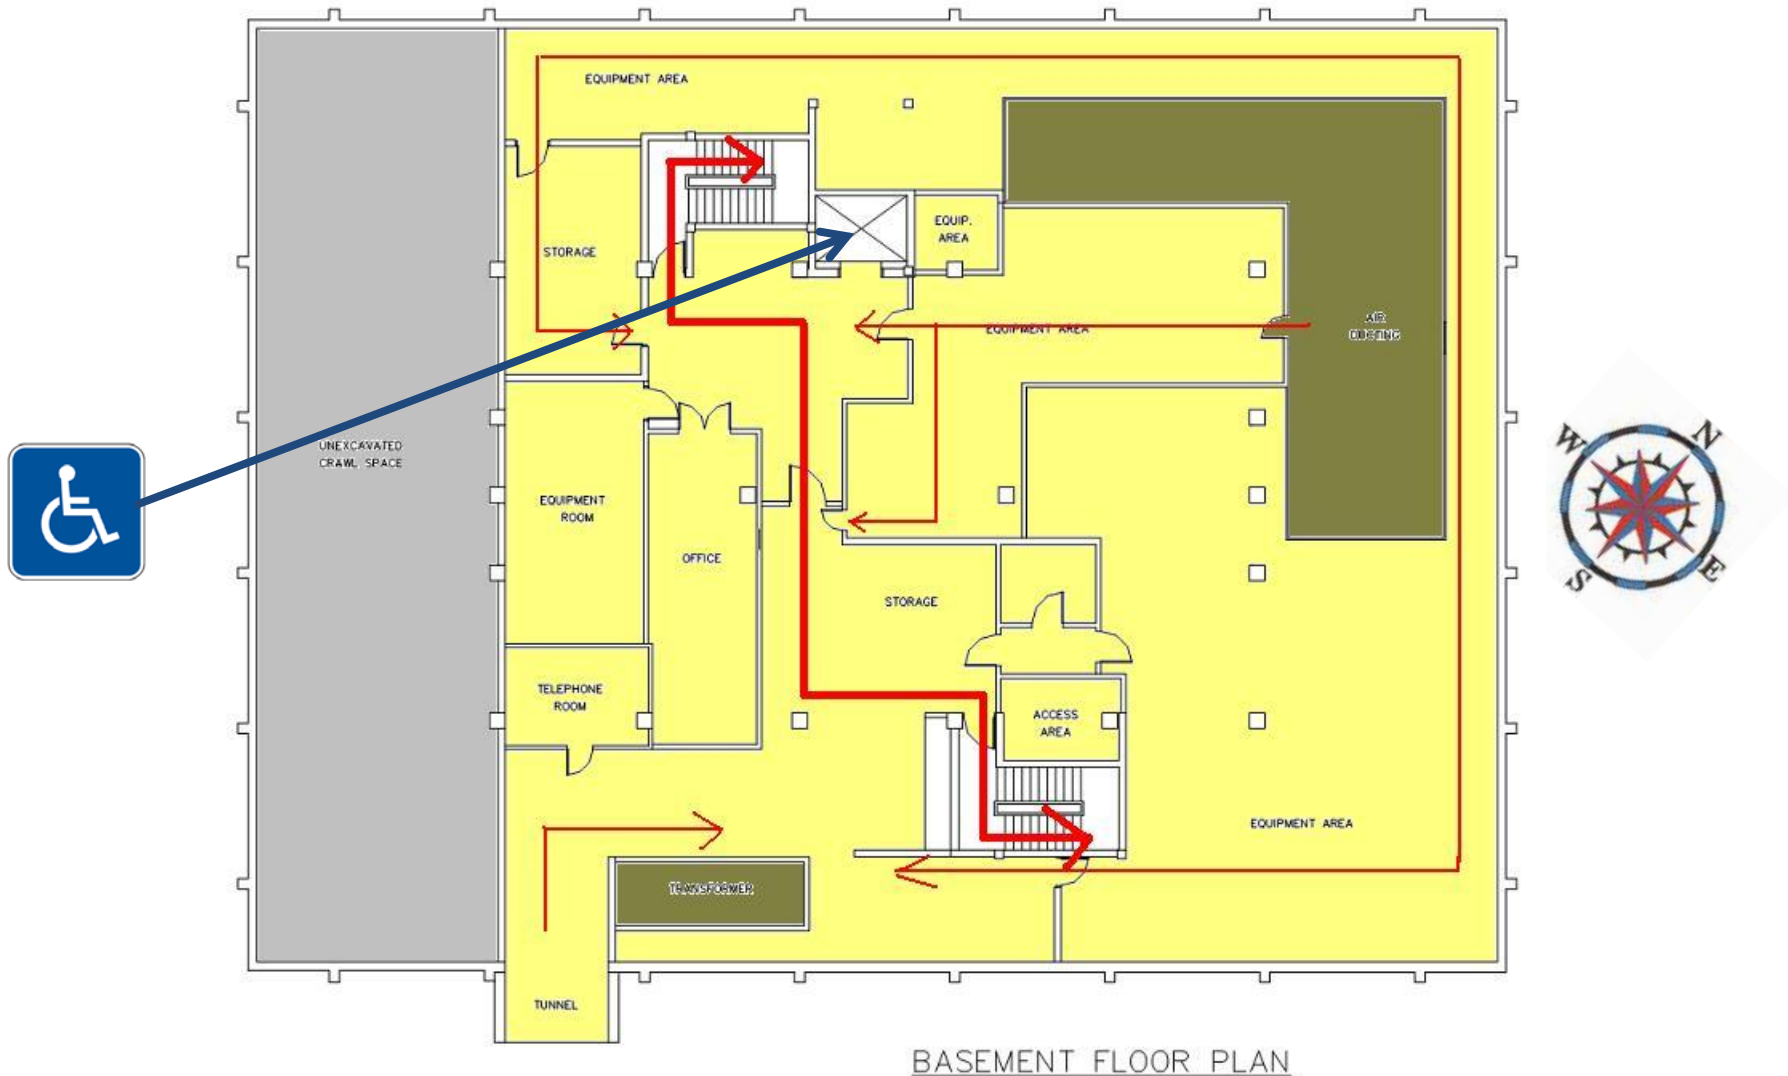 EQUIPMENT AREA
STORAGE
EQUIP.
AREA
EQUIPMENT AREA
AIR
DUCTING
UNEXCAVATED
CRAWL SPACE
EQUIPMENT
ROOM
OFFICE
STORAGE
TELEPHONE
ROOM
ACCESS
AREA
EQUIPMENT AREA
TRANSFORMER
TUNNEL
W
N
S
E
BASEMENT FLOOR PLAN